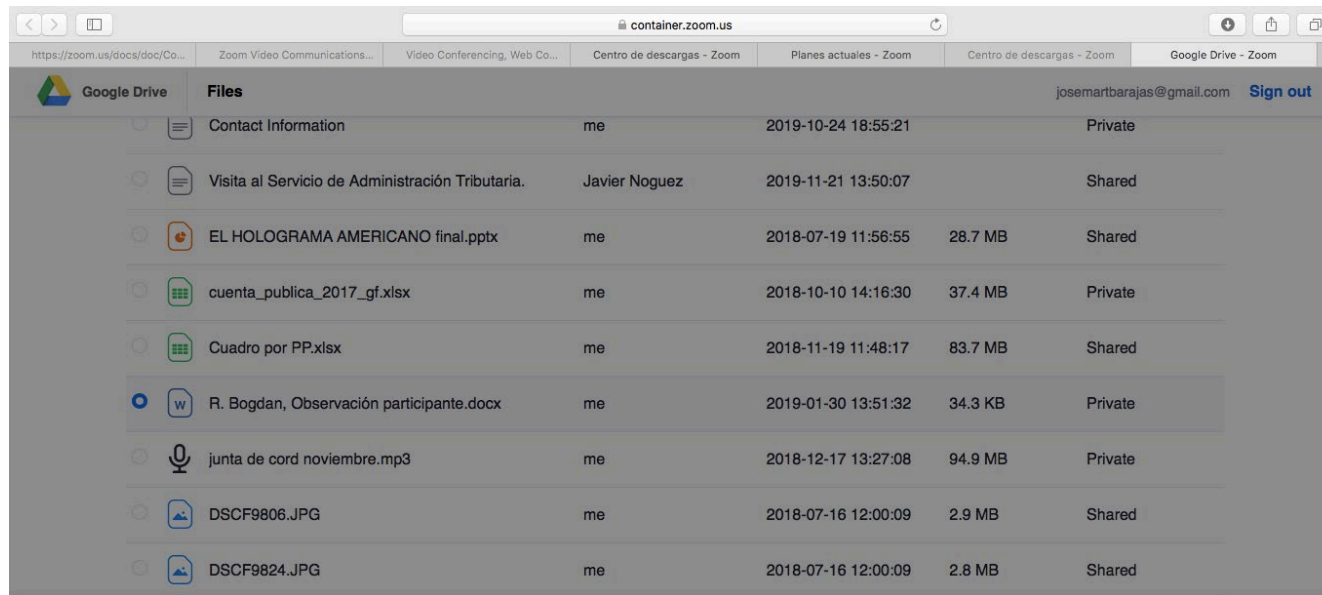 container.zoom.us
https://zoom.us/docs/doc/Co... Zoom Video Communications... Video Conferencing, Web Co... Centro de descargas - Zoom Planes actuales - Zoom Centro de descargas - Zoom Google Drive - Zoom
Google Drive Files josemartbarajas@gmail.com Sign out
Contact Information me 2019-10-24 18:55:21 Private
Visita al Servicio de Administración Tributaria. Javier Noguez 2019-11-21 13:50:07 Shared
EL HOLOGRAMA AMERICANO final.pptx me 2018-07-19 11:56:55 28.7 MB Shared
cuenta_publica_2017_gf.xlsx me 2018-10-10 14:16:30 37.4 MB Private
Cuadro por PP.xlsx me 2018-11-19 11:48:17 83.7 MB Shared
W R. Bogdan, Observación participante.docx me 2019-01-30 13:51:32 34.3 KB Private
junta de cord noviembre.mp3 me 2018-12-17 13:27:08 94.9 MB Private
DSCF9806.JPG me 2018-07-16 12:00:09 2.9 MB Shared
DSCF9824.JPG me 2018-07-16 12:00:09 2.8 MB Shared